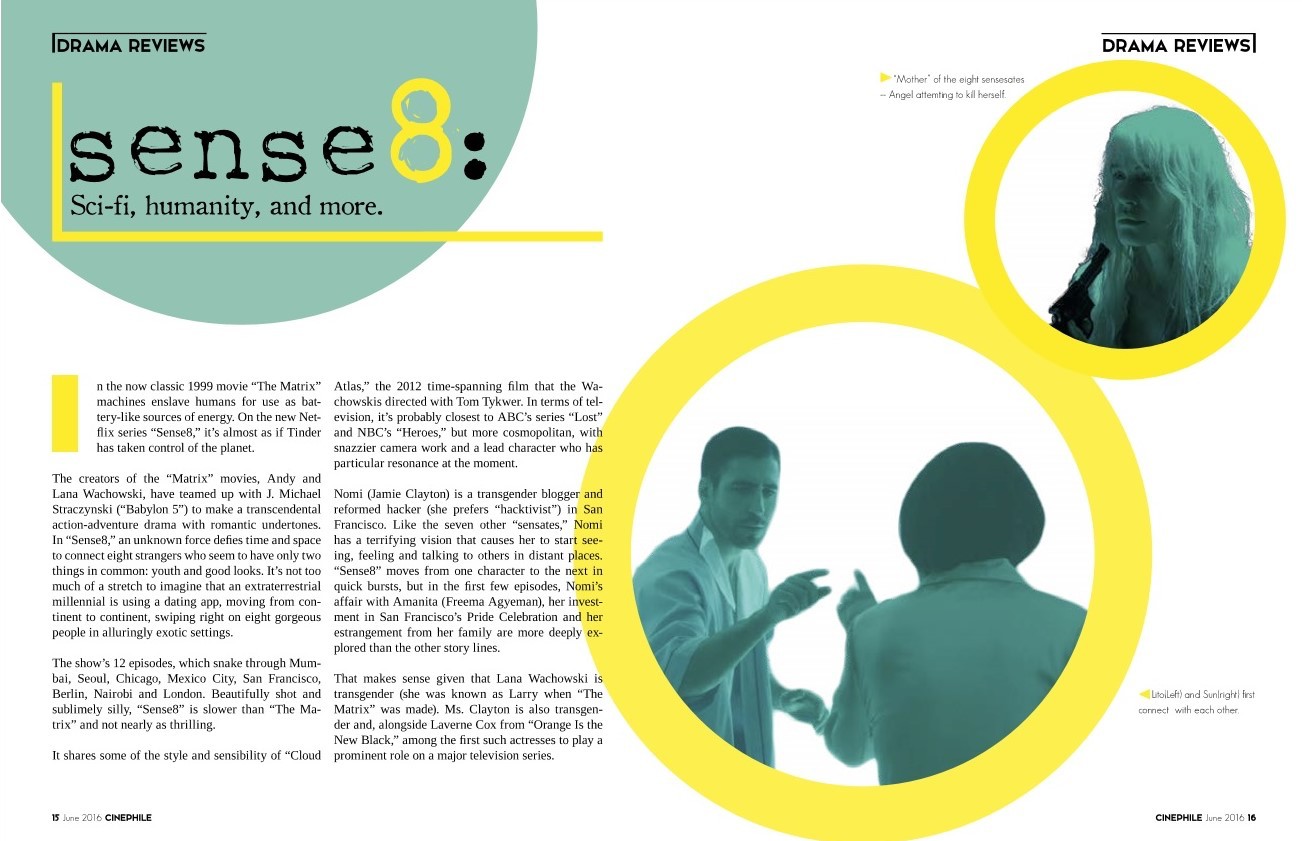 DRAMA REVIEWS
sense8:
Sci-fi, humanity, and more.
n the now classic 1999 movie “The Matrix”
machines enslave humans for use as bat-
tery-like sources of energy. On the new Net-
flix series “Sense8,” it’s almost as if Tinder
has taken control of the planet.
The creators of the “Matrix” movies, Andy and
Lana Wachowski, have teamed up with J. Michael
Straczynski (“Babylon 5”) to make a transcendental
action-adventure drama with romantic undertones.
In “Sense8,” an unknown force defies time and space
to connect eight strangers who seem to have only two
things in common: youth and good looks. It’s not too
much of a stretch to imagine that an extraterrestrial
millennial is using a dating app, moving from con-
tinent to continent, swiping right on eight gorgeous
people in alluringly exotic settings.
The show’s 12 episodes, which snake through Mum-
bai, Seoul, Chicago, Mexico City, San Francisco,
Berlin, Nairobi and London. Beautifully shot and
sublimely silly, “Sense8” is slower than “The Ma-
trix” and not nearly as thrilling.
It shares some of the style and sensibility of “Cloud
Atlas,” the 2012 time-spanning film that the Wa-
chowskis directed with Tom Tykwer. In terms of tel-
evision, it’s probably closest to ABC’s series “Lost”
and NBC’s “Heroes,” but more cosmopolitan, with
snazzier camera work and a lead character who has
particular resonance at the moment.
Nomi (Jamie Clayton) is a transgender blogger and
reformed hacker (she prefers “hacktivist”) in San
Francisco. Like the seven other “sensates,” Nomi
has a terrifying vision that causes her to start see-
ing, feeling and talking to others in distant places.
“Sense8” moves from one character to the next in
quick bursts, but in the first few episodes, Nomi’s
affair with Amanita (Freema Agyeman), her invest-
ment in San Francisco’s Pride Celebration and her
estrangement from her family are more deeply ex-
plored than the other story lines.
That makes sense given that Lana Wachowski is
transgender (she was known as Larry when “The
Matrix” was made). Ms. Clayton is also transgen-
der and, alongside Laverne Cox from “Orange Is the
New Black,” among the first such actresses to play a
prominent role on a major television series.
15 June 2016 CINEPHILE
DRAMA REVIEWS
“Mother” of the eight sensesates
-- Angel attemting to kill herself.
Lito(Left) and Sun(right) first
connect with each other.
CINEPHILE June 2016 16